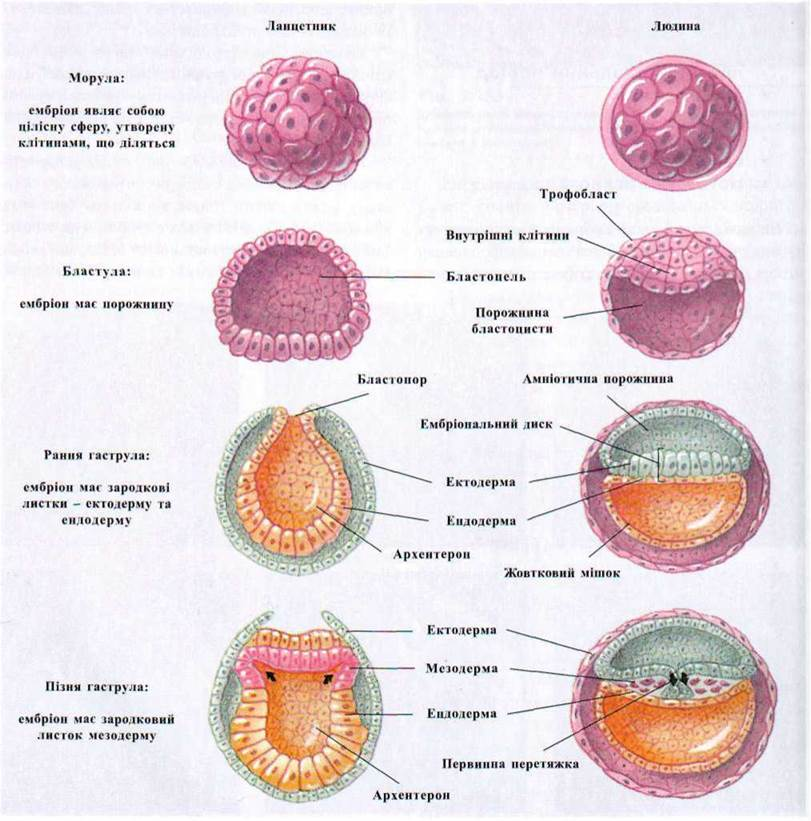 Ланцетник
Людина
Морула:
ембріон являє собою
цілісну сферу, утворену
клітинами, що діляться
Трофобласт
Внутрішні клітини
Бластула:
ембріон має порожнину
Бластоцель
Порожнина
бластоцисти
Бластопор
Амніотична порожнина
Ембріональний диск
Рання гаструла:
ембріон має зародкові
листки – ектодерму та
ендодерму
Ектодерма
Ендодерма
Архентерон
Жовтковий мішок
Ектодерма
Мезодерма
Пізня гаструла:
ембріон має зародковий
листок мезодерму
Ендодерма
Первинна перетяжка
Архентерон